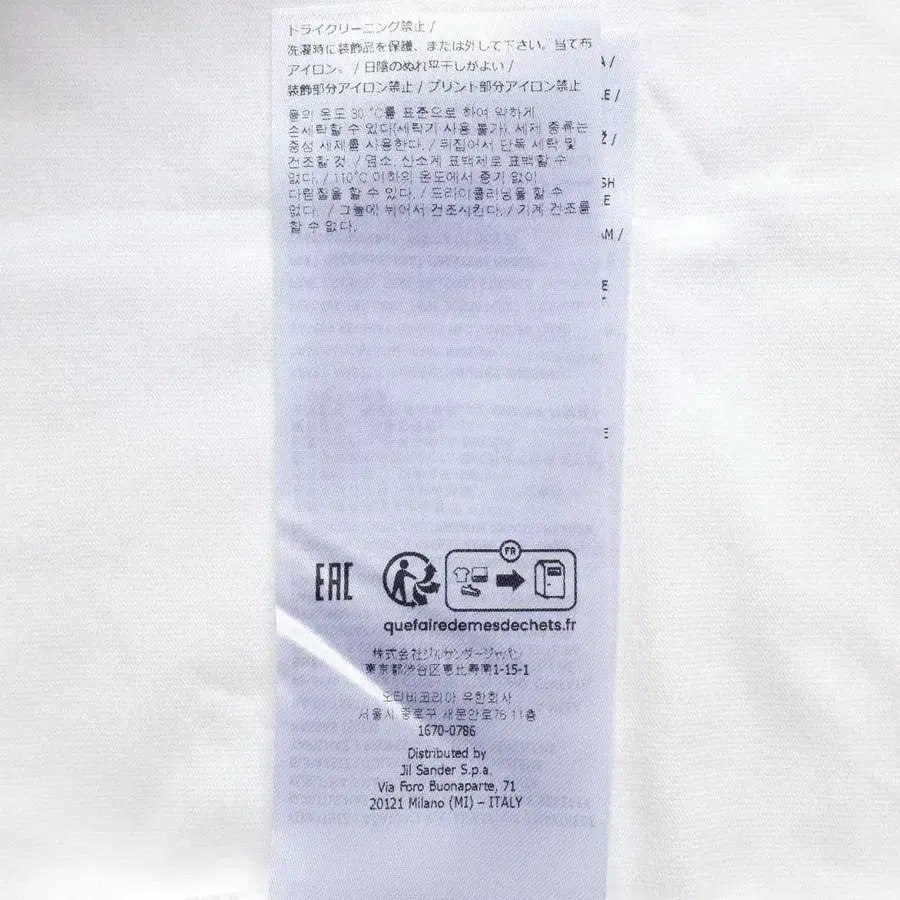 ドライクリーニング禁止 /
洗濯時に装飾品を保護、または外して下さい。当て布
アイロン。 / 日陰のぬれ平干しがよい /
装飾部分アイロン禁止 / プリント部分アイロン禁止
물의 온도 30 °C를 표준으로 하여 약하게
손세탁할 수 있다(세탁기 사용 불가). 세제 종류는
중성 세제를 사용한다. / 뒤집어서 단독 세탁 및
건조할 것. / 염소, 산소계 표백제로 표백할 수
없다. / 110°C 이하의 온도에서 증기 없이
다림질을 할 수 있다. / 드라이클리닝을 할 수
없다. / 그늘에 뉘어서 건조시킨다. / 기계 건조를
할 수 없다.
A /
LE /
Z /
SH
E
AM /
E
E
EAC
FR
quefairedemesdechets.fr
株式会社ジルサンダージャパン
東京都渋谷区恵比寿南1-15-1
오티비코리아 유한회사
서울시 종로구 새문안로76 11층
1670-0786
Distributed by
Jil Sander S.p.a.
Via Foro Buonaparte, 71
20121 Milano (MI) – ITALY